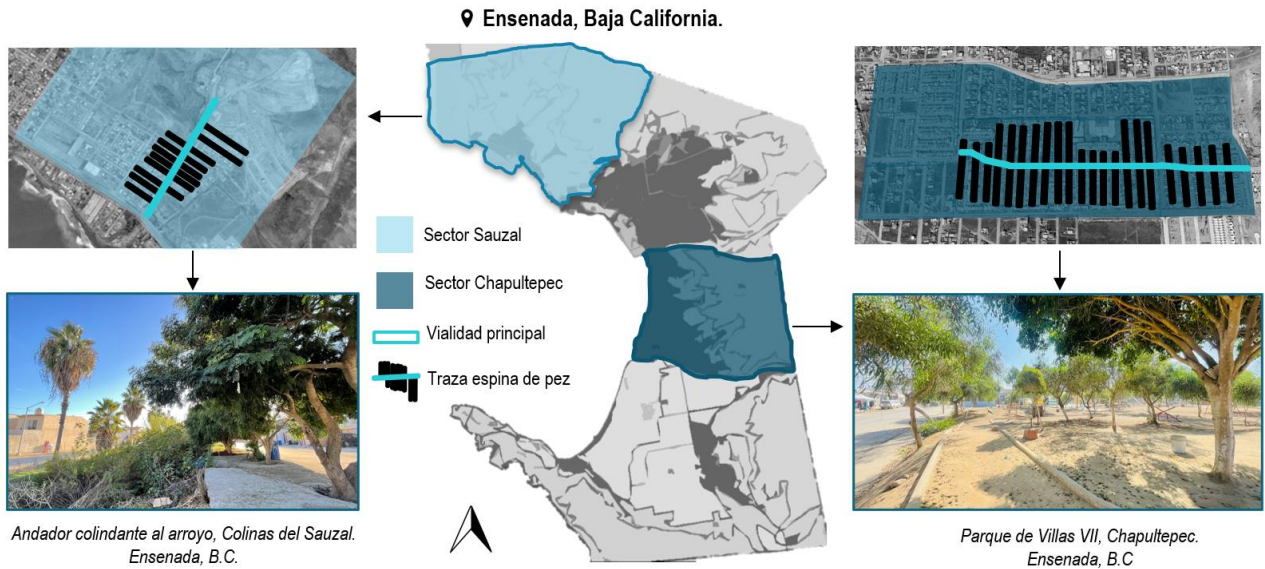 Ensenada, Baja California.
Sector Sauzal
Sector Chapultepec
Vialidad principal
Traza espina de pez
Andador colindante al arroyo, Colinas del Sauzal.
Ensenada, B.C.
Parque de Villas VII, Chapultepec.
Ensenada, B.C